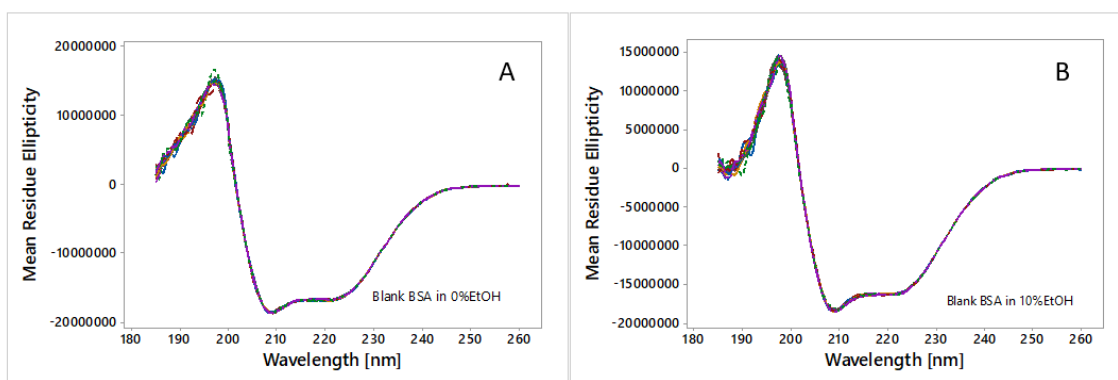 A
Mean Residue Ellipticity
20000000
10000000
0
-10000000
-20000000
Blank BSA in 0%EtOH
180 190 200 210 220 230 240 250 260
Wavelength [nm]
B
Mean Residue Ellipticity
15000000
10000000
5000000
0
-5000000
-10000000
-15000000
-20000000
Blank BSA in 10%EtOH
180 190 200 210 220 230 240 250 260
Wavelength [nm]